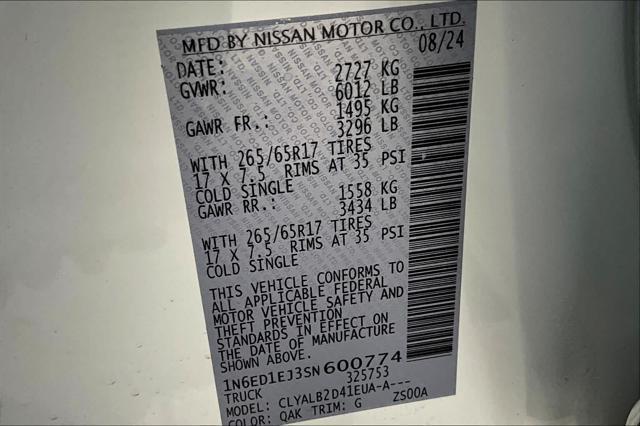 MFD BY NISSAN MOTOR CO., LTD.
DATE: 08/24
GVWR: 2727 KG
6012 LB
GAWR FR.: 1495 KG
3296 LB
WITH 265/65R17 TIRES
17 X 7.5 RIMS AT 35 PSI
COLD SINGLE
GAWR RR.: 1558 KG
3434 LB
WITH 265/65R17 TIRES
17 X 7.5 RIMS AT 35 PSI
COLD SINGLE
THIS VEHICLE CONFORMS TO
ALL APPLICABLE FEDERAL
MOTOR VEHICLE SAFETY AND
THEFT PREVENTION
STANDARDS IN EFFECT ON
THE DATE OF MANUFACTURE
SHOWN ABOVE.
1N6ED1EJ3SN600774
TRUCK 325753
MODEL: CLYALB2D41EUA-A---
COLOR: QAK TRIM: G ZS00A